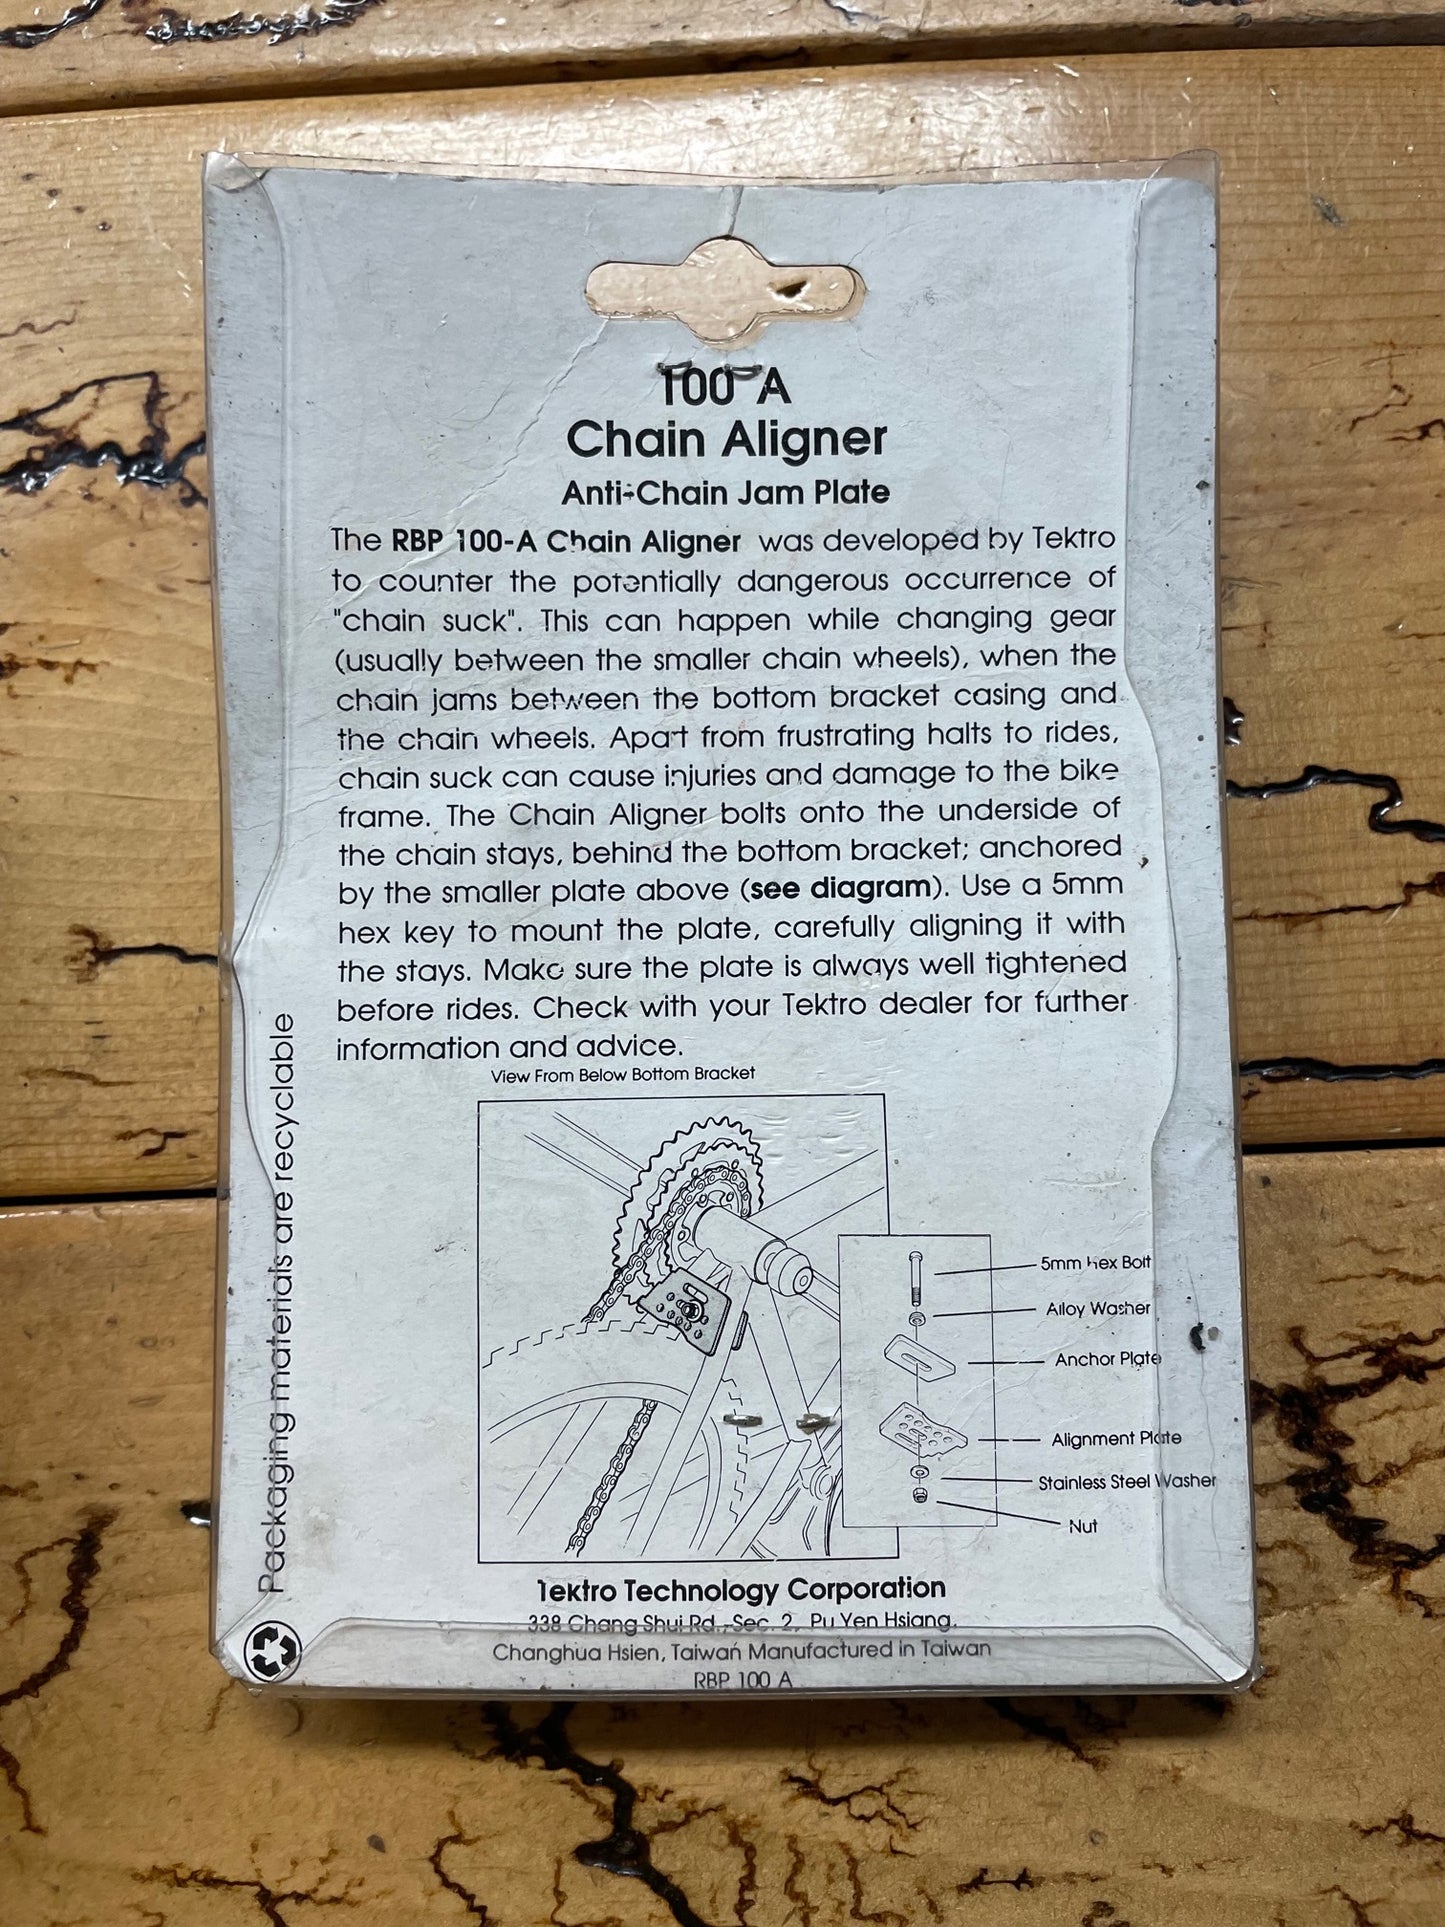 100 A
Chain Aligner
Anti-Chain Jam Plate
The RBP 100-A Chain Aligner was developed by Tektro
to counter the potentially dangerous occurrence of
"chain suck". This can happen while changing gear
(usually between the smaller chain wheels), when the
chain jams between the bottom bracket casing and
the chain wheels. Apart from frustrating halts to rides,
chain suck can cause injuries and damage to the bike
frame. The Chain Aligner bolts onto the underside of
the chain stays, behind the bottom bracket; anchored
by the smaller plate above (see diagram). Use a 5mm
hex key to mount the plate, carefully aligning it with
the stays. Make sure the plate is always well tightened
before rides. Check with your Tektro dealer for further
information and advice.
View From Below Bottom Bracket
5mm Hex Bolt
Alloy Washer
Anchor Plate
Alignment Plate
Stainless Steel Washer
Nut
Packaging materials are recyclable
Tektro Technology Corporation
338 Chang Shui Rd., Sec. 2, Pu Yen Hsiang,
Changhua Hsien, Taiwan Manufactured in Taiwan
RBP 100 A